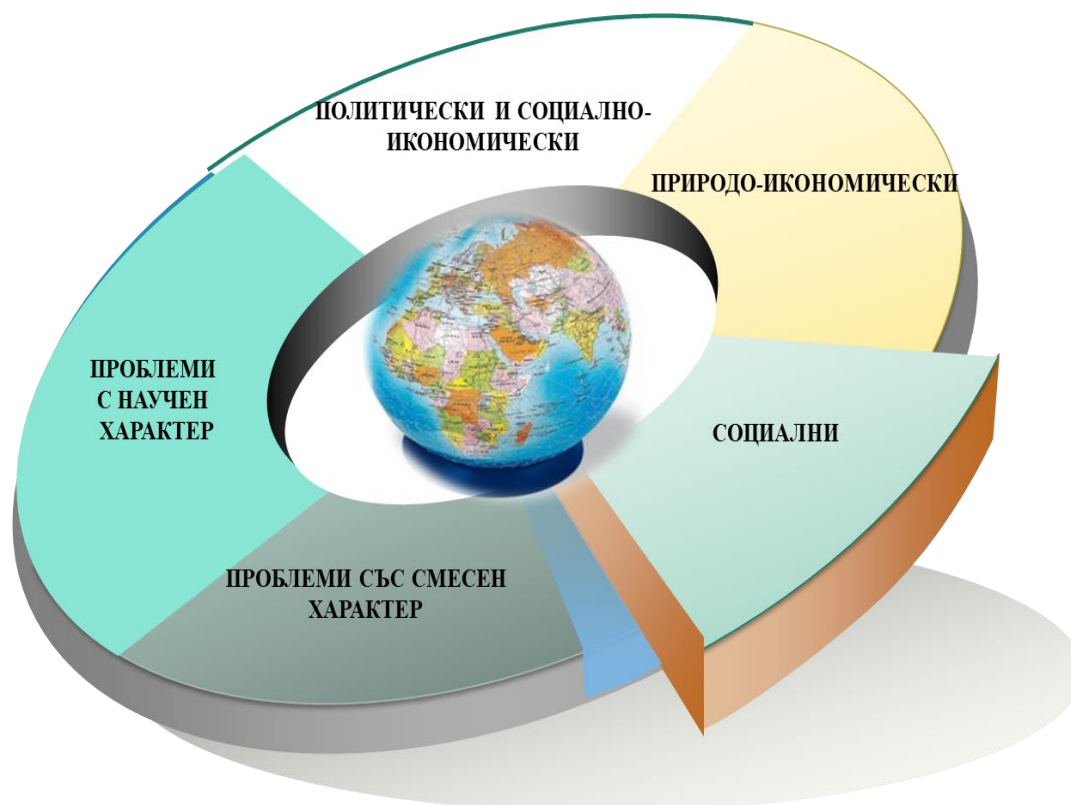 ПОЛИТИЧЕСКИ И СОЦИАЛНО-
ИКОНОМИЧЕСКИ
ПРИРОДО-ИКОНОМИЧЕСКИ
ПРОБЛЕМИ
С НАУЧЕН
ХАРАКТЕР
СОЦИАЛНИ
ПРОБЛЕМИ СЪС СМЕСЕН
ХАРАКТЕР